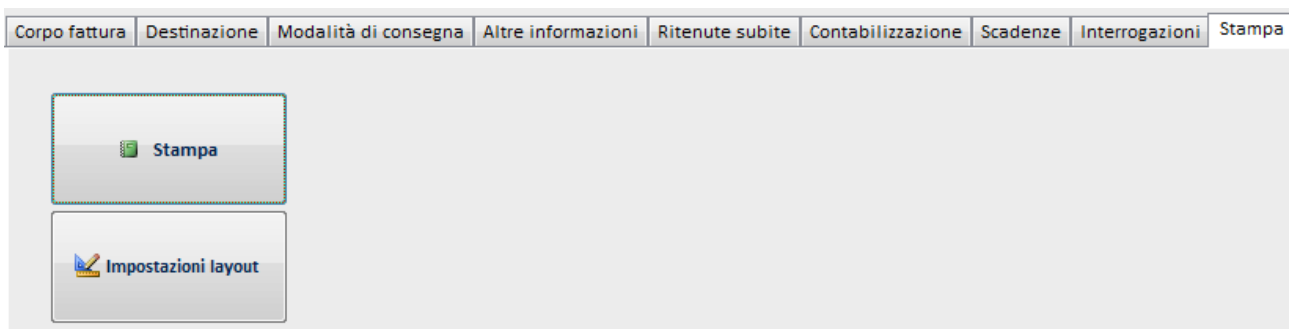 Corpo fattura Destinazione Modalità di consegna Altre informazioni Ritenute subite Contabilizzazione Scadenze Interrogazioni Stampa
Stampa
Impostazioni layout